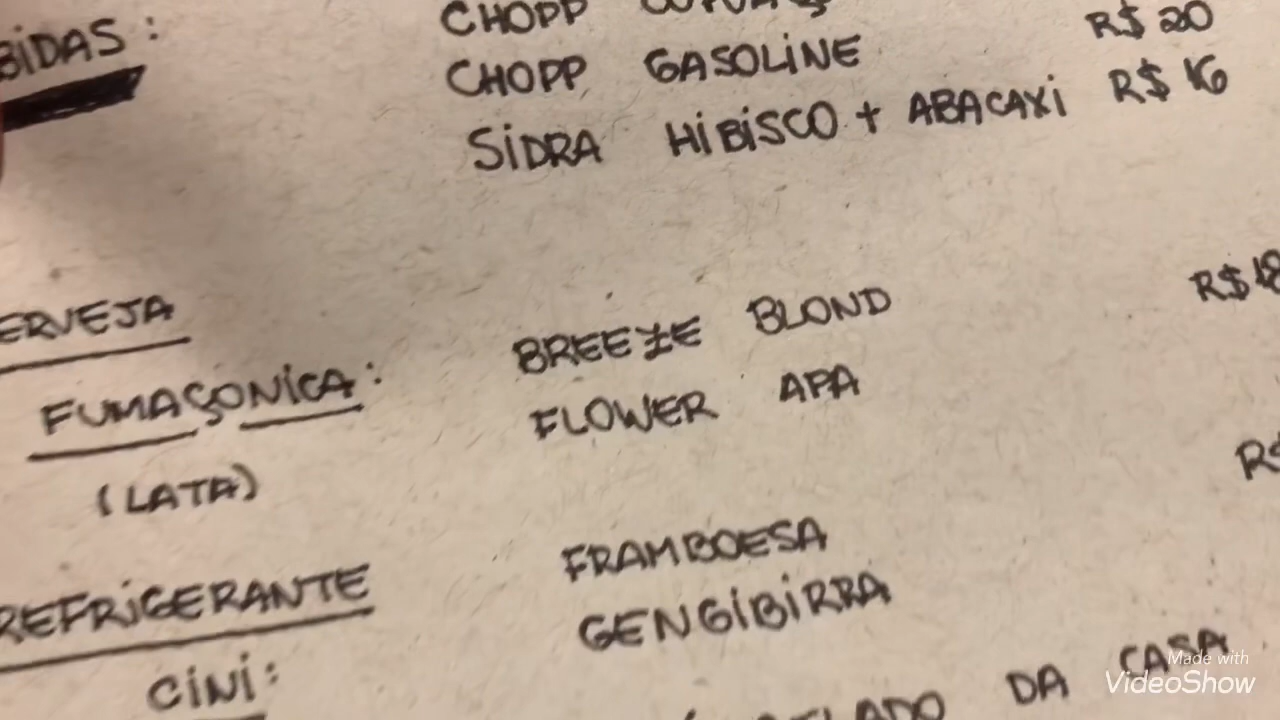 BIDAS:
CHOPP
CHOPP GASOLINE R$ 20
SIDRA HIBISCO + ABACAXI R$ 16
ERVEJA
FUMAÇONICA: BREEZE BLOND R$18
(LATA) FLOWER APA
REFRIGERANTE FRAMBOESA
CINI: GENGIBIRRA
DA CASA
Made with
VideoShow